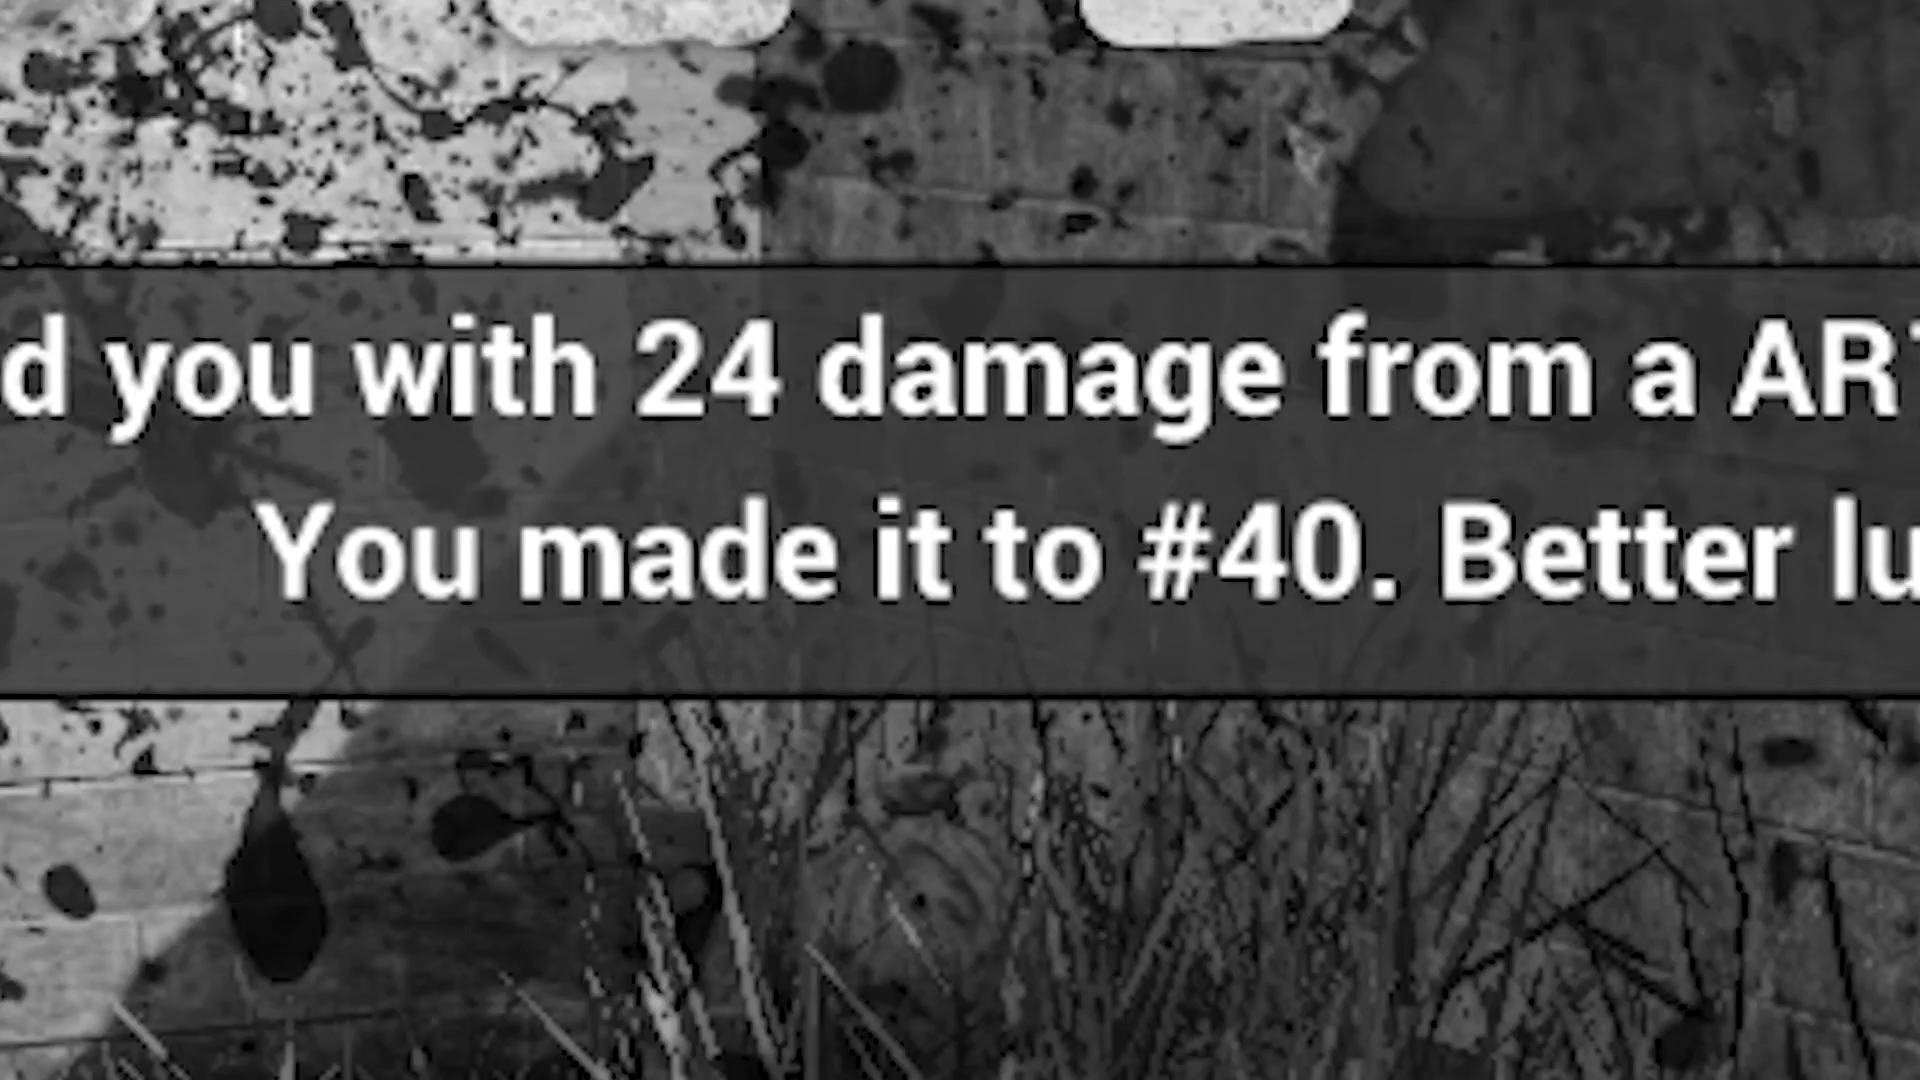 d you with 24 damage from a AR
You made it to #40. Better lu